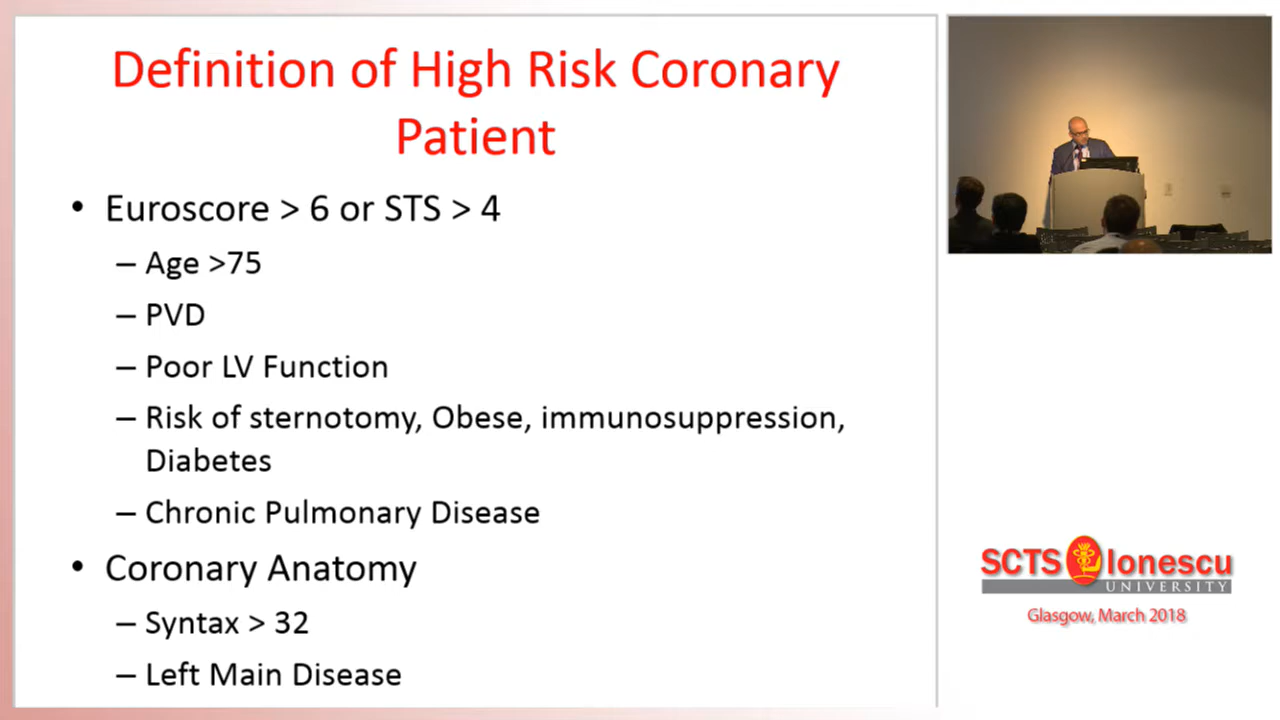 Definition of High Risk Coronary
Patient
• Euroscore > 6 or STS > 4
– Age >75
– PVD
– Poor LV Function
– Risk of sternotomy, Obese, immunosuppression,
Diabetes
– Chronic Pulmonary Disease
• Coronary Anatomy
– Syntax > 32
– Left Main Disease
SCTS Ionescu
UNIVERSITY
Glasgow, March 2018